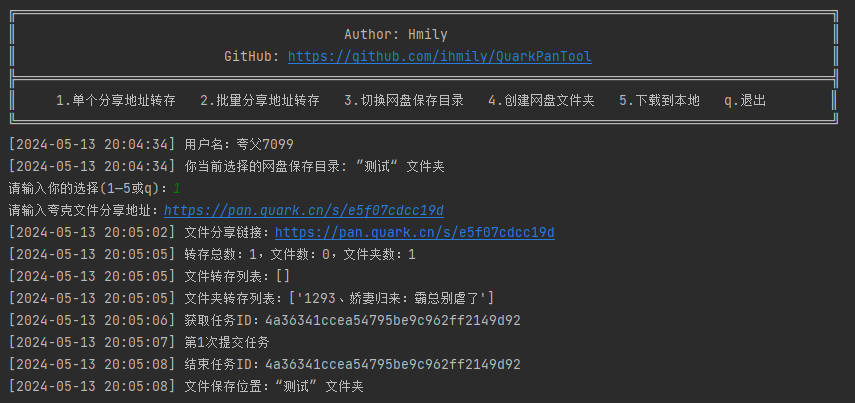 Author: Hmily
GitHub: https://github.com/ihmily/QuarkPanTool
1.单个分享地址转存 2.批量分享地址转存 3.切换网盘保存目录 4.创建网盘文件夹 5.下载到本地 q.退出
[2024-05-13 20:04:34] 用户名：夸父7099
[2024-05-13 20:04:34] 你当前选择的网盘保存目录: ”测试“ 文件夹
请输入你的选择(1—5或q)：1
请输入夸克文件分享地址：https://pan.quark.cn/s/e5f07cdcc19d
[2024-05-13 20:05:02] 文件分享链接：https://pan.quark.cn/s/e5f07cdcc19d
[2024-05-13 20:05:05] 转存总数：1，文件数：0，文件夹数：1
[2024-05-13 20:05:05] 文件转存列表：[]
[2024-05-13 20:05:05] 文件夹转存列表：['1293、娇妻归来：霸总别虐了']
[2024-05-13 20:05:06] 获取任务ID：4a36341ccea54795be9c962ff2149d92
[2024-05-13 20:05:07] 第1次提交任务
[2024-05-13 20:05:08] 结束任务ID：4a36341ccea54795be9c962ff2149d92
[2024-05-13 20:05:08] 文件保存位置：“测试” 文件夹